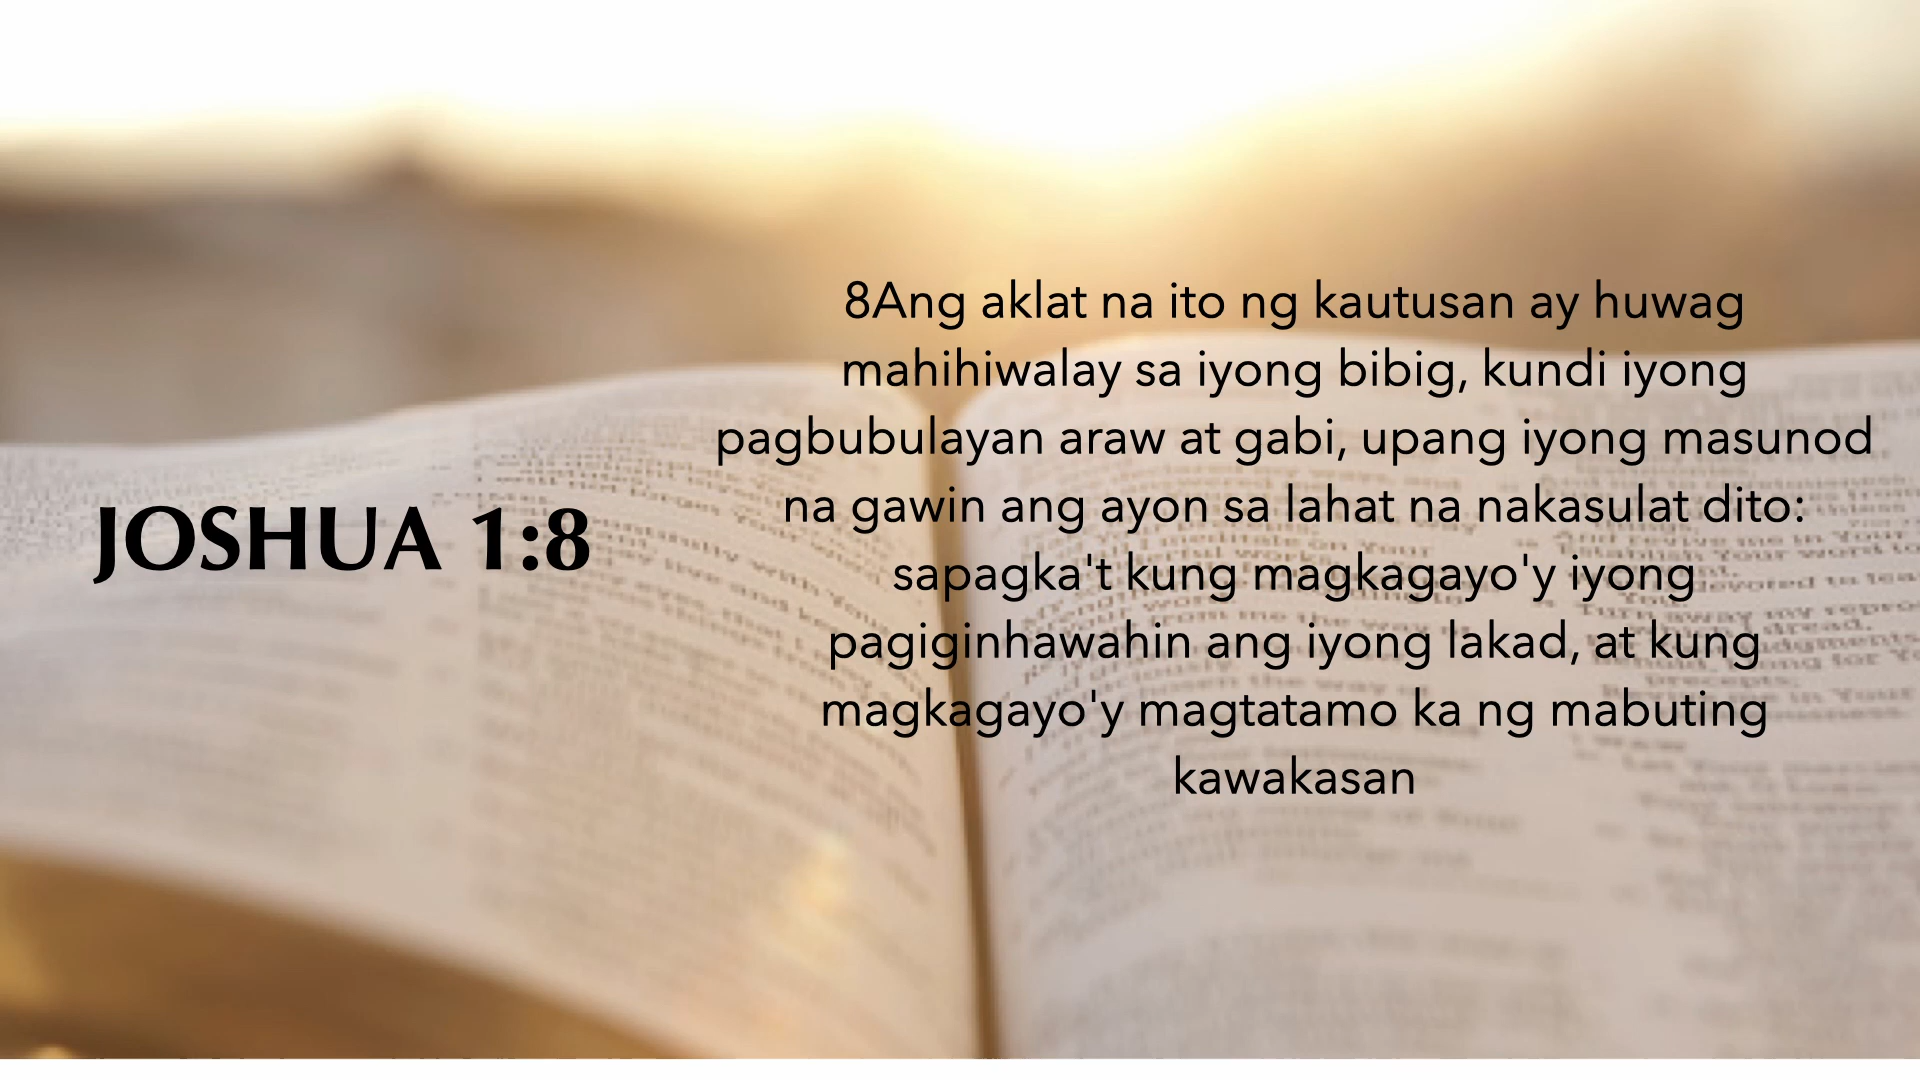 JOSHUA 1:8
8Ang aklat na ito ng kautusan ay huwag
mahihiwalay sa iyong bibig, kundi iyong
pagbubulayan araw at gabi, upang iyong masunod
na gawin ang ayon sa lahat na nakasulat dito:
sapagka't kung magkagayo'y iyong
pagiginhawahin ang iyong lakad, at kung
magkagayo'y magtatamo ka ng mabuting
kawakasan